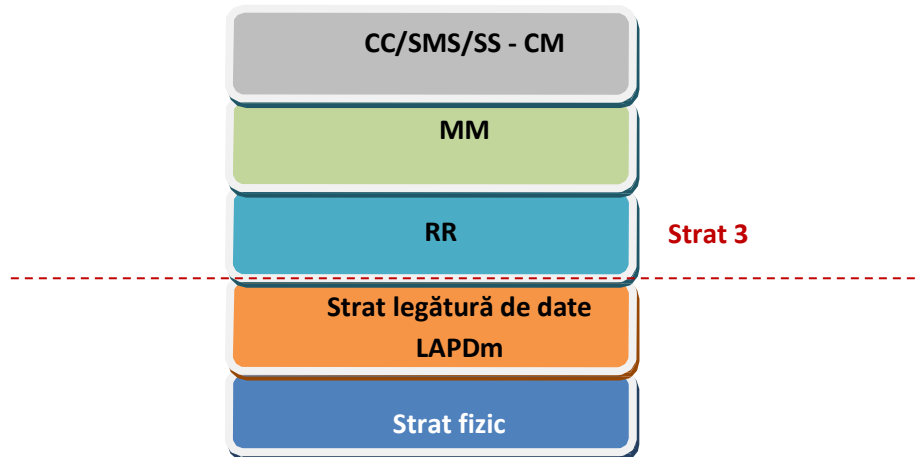 CC/SMS/SS - CM
MM
RR
Strat 3
Strat legătură de date
LAPDm
Strat fizic